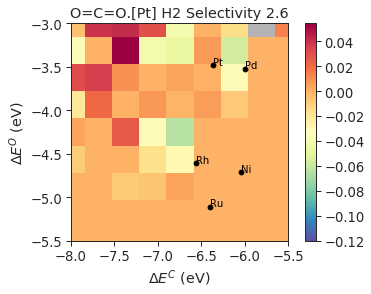 O=C=O.[Pt] H2 Selectivity 2.6
−3.0
−3.5
−4.0
−4.5
−5.0
−5.5
ΔE^O (eV)
Pt
Pd
Rh
Ni
Ru
−8.0 −7.5 −7.0 −6.5 −6.0 −5.5
ΔE^C (eV)
0.04
0.02
0.00
−0.02
−0.04
−0.06
−0.08
−0.10
−0.12